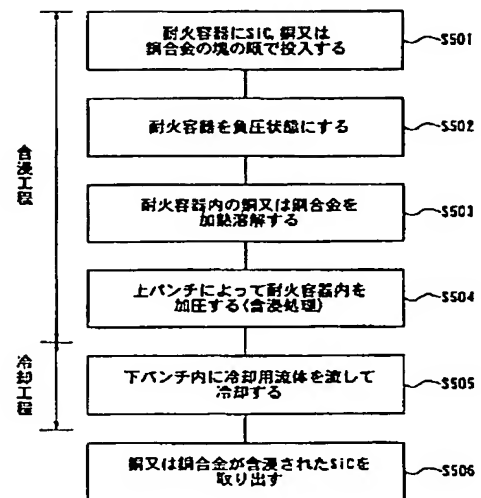 耐火容器にSiC,銅又は
銅合金の塊の順で投入する
S501
耐火容器を負圧状態にする
S502
含浸工程
耐火容器内の銅又は銅合金を
加熱溶解する
S503
上パンチによって耐火容器内を
加圧する(含浸処理)
S504
冷却工程
下パンチ内に冷却用流体を流して
冷却する
S505
銅又は銅合金が含浸されたSiCを
取り出す
S506